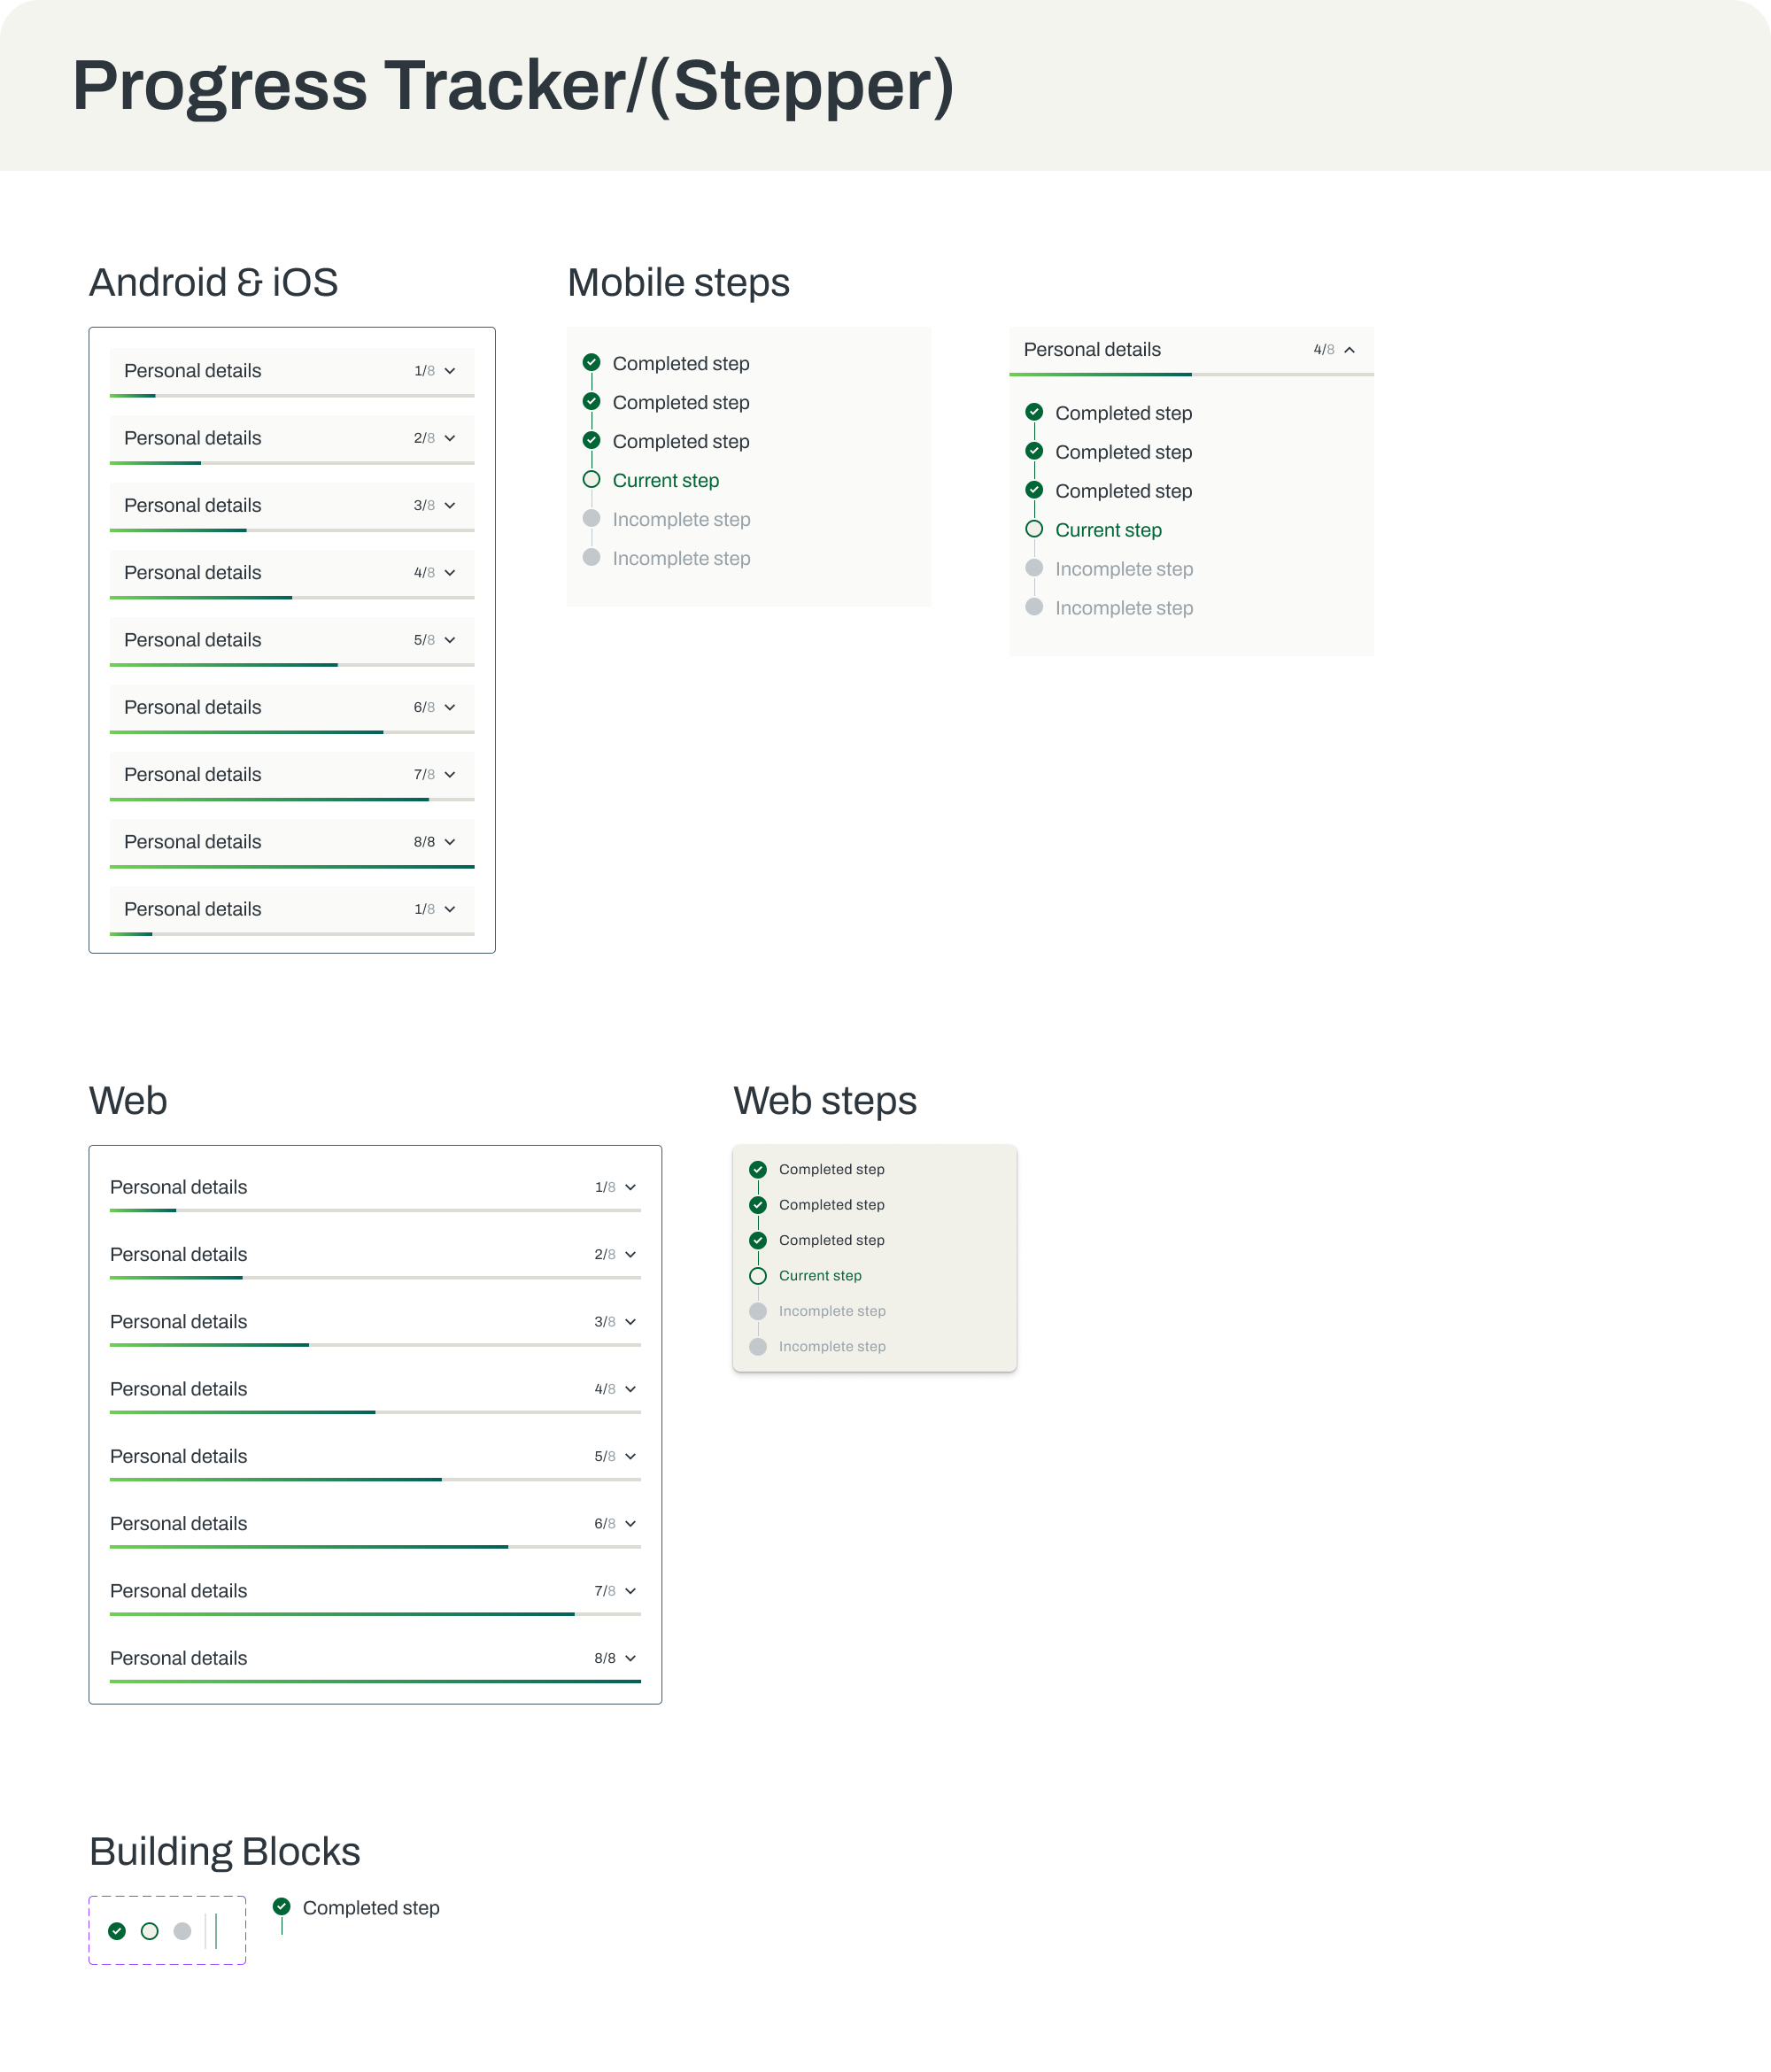 Progress Tracker/(Stepper)
Android & iOS
Personal details 1/8
Personal details 2/8
Personal details 3/8
Personal details 4/8
Personal details 5/8
Personal details 6/8
Personal details 7/8
Personal details 8/8
Personal details 1/8
Mobile steps
Completed step
Completed step
Completed step
Current step
Incomplete step
Incomplete step
Personal details 4/8
Completed step
Completed step
Completed step
Current step
Incomplete step
Incomplete step
Web
Personal details 1/8
Personal details 2/8
Personal details 3/8
Personal details 4/8
Personal details 5/8
Personal details 6/8
Personal details 7/8
Personal details 8/8
Web steps
Completed step
Completed step
Completed step
Current step
Incomplete step
Incomplete step
Building Blocks
Completed step